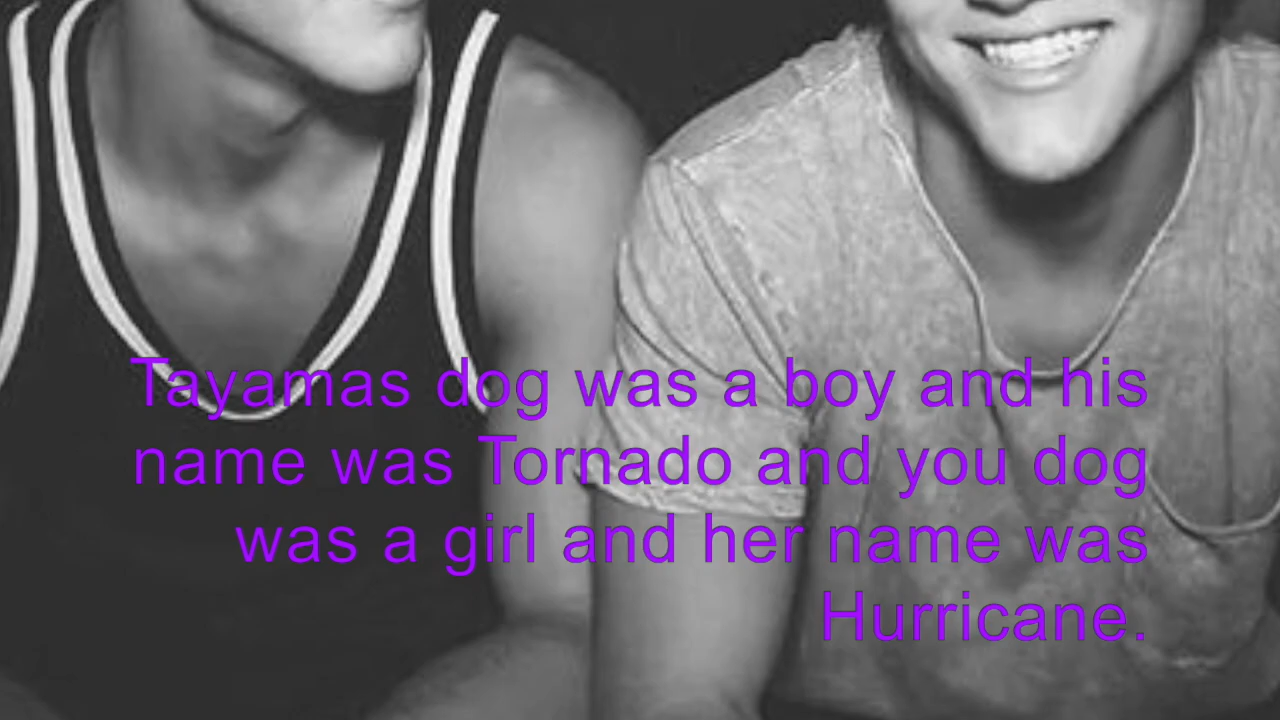 Tayamas dog was a boy and his
name was Tornado and you dog
was a girl and her name was
Hurricane.